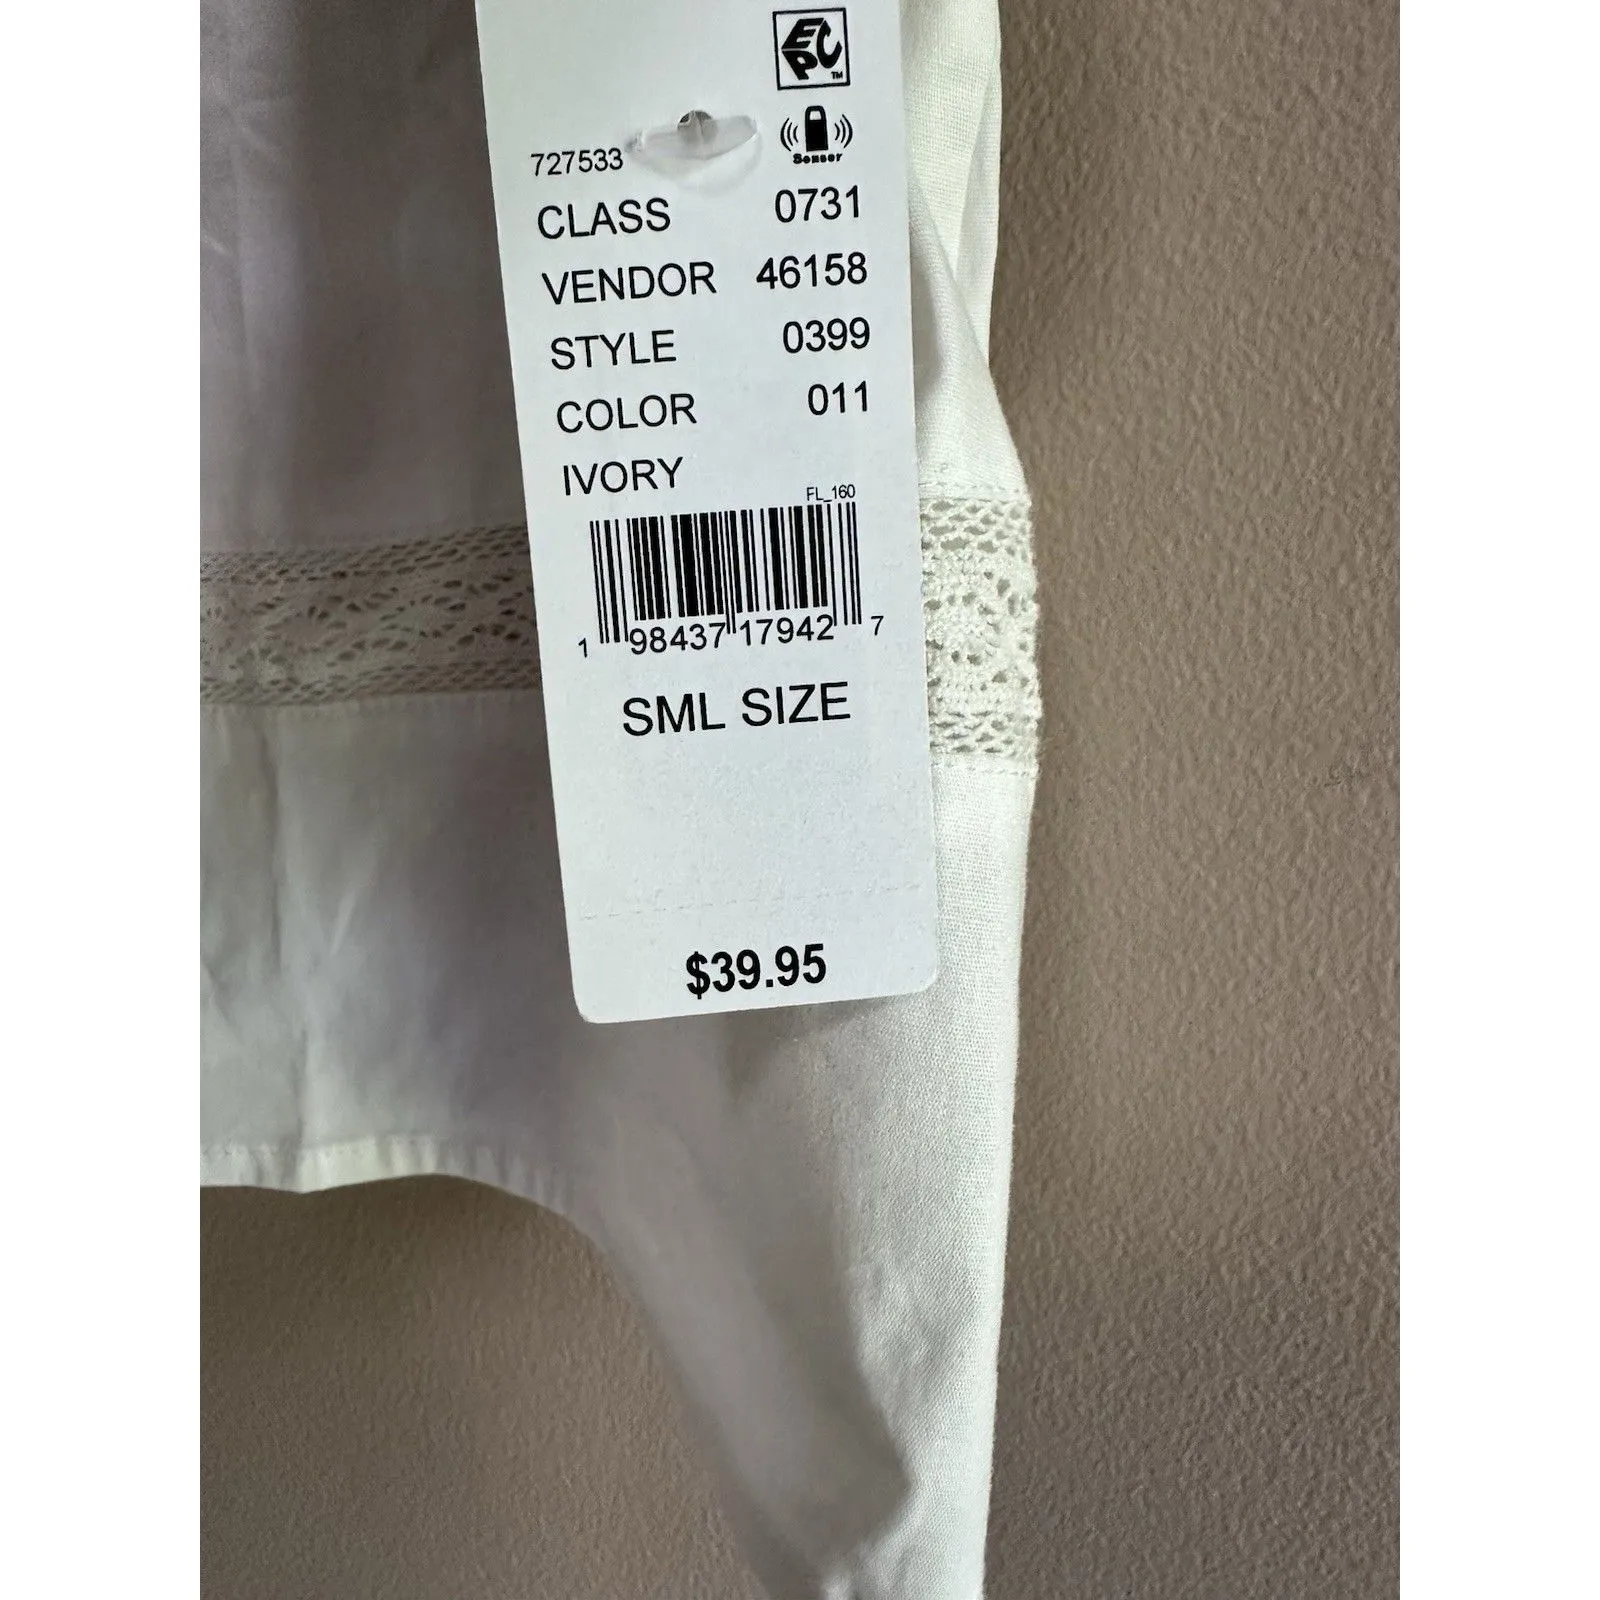 EPC TM
Sensor
727533
CLASS 0731
VENDOR 46158
STYLE 0399
COLOR 011
IVORY
FL_160
1 98437 17942 7
SML SIZE
$39.95